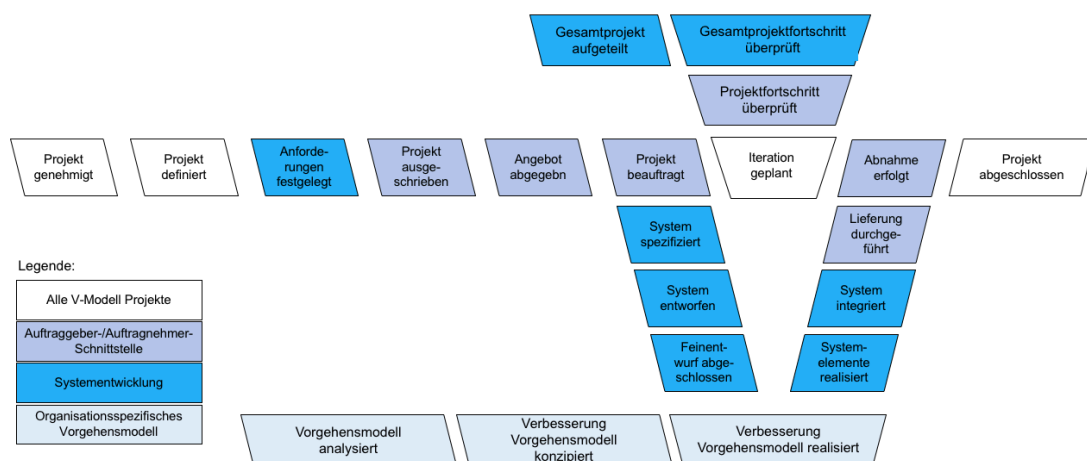 Gesamtprojekt
aufgeteilt
Gesamtprojektfortschritt
überprüft
Projektfortschritt
überprüft
Projekt
genehmigt
Projekt
definiert
Anforde-
rungen
festgelegt
Projekt
ausge-
schrieben
Angebot
abgegebn
Projekt
beauftragt
Iteration
geplant
Abnahme
erfolgt
Projekt
abgeschlossen
System
spezifiziert
Lieferung
durchge-
führt
System
entworfen
System
integriert
Feinent-
wurf abge-
schlossen
System-
elemente
realisiert
Legende:
Alle V-Modell Projekte
Auftraggeber-/Auftragnehmer-
Schnittstelle
Systementwicklung
Organisationsspezifisches
Vorgehensmodell
Vorgehensmodell
analysiert
Verbesserung
Vorgehensmodell
konzipiert
Verbesserung
Vorgehensmodell realisiert